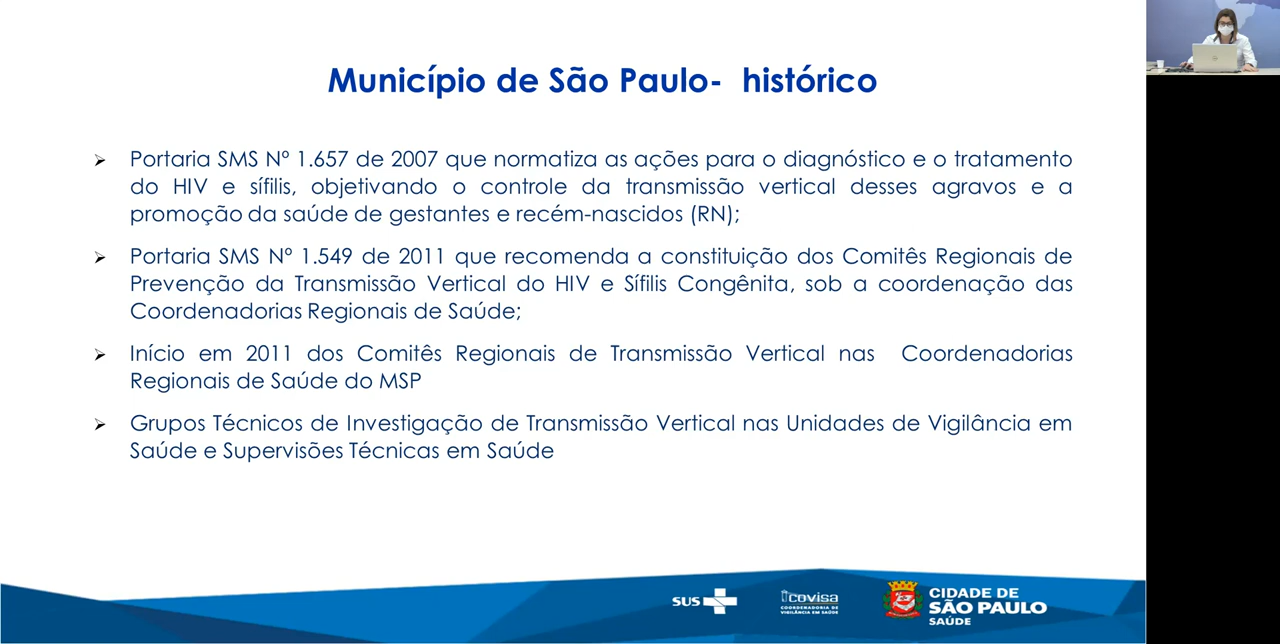 Município de São Paulo-  histórico
Portaria SMS Nº 1.657 de 2007 que normatiza as ações para o diagnóstico e o tratamento
do HIV e sífilis, objetivando o controle da transmissão vertical desses agravos e a
promoção da saúde de gestantes e recém-nascidos (RN);
Portaria SMS Nº 1.549 de 2011 que recomenda a constituição dos Comitês Regionais de
Prevenção da Transmissão Vertical do HIV e Sífilis Congênita, sob a coordenação das
Coordenadorias Regionais de Saúde;
Início em 2011 dos Comitês Regionais de Transmissão Vertical nas  Coordenadorias
Regionais de Saúde do MSP
Grupos Técnicos de Investigação de Transmissão Vertical nas Unidades de Vigilância em
Saúde e Supervisões Técnicas em Saúde
SUS
covisa
COORDENADORIA DE
VIGILÂNCIA EM SAÚDE
CIDADE DE
SÃO PAULO
SAÚDE